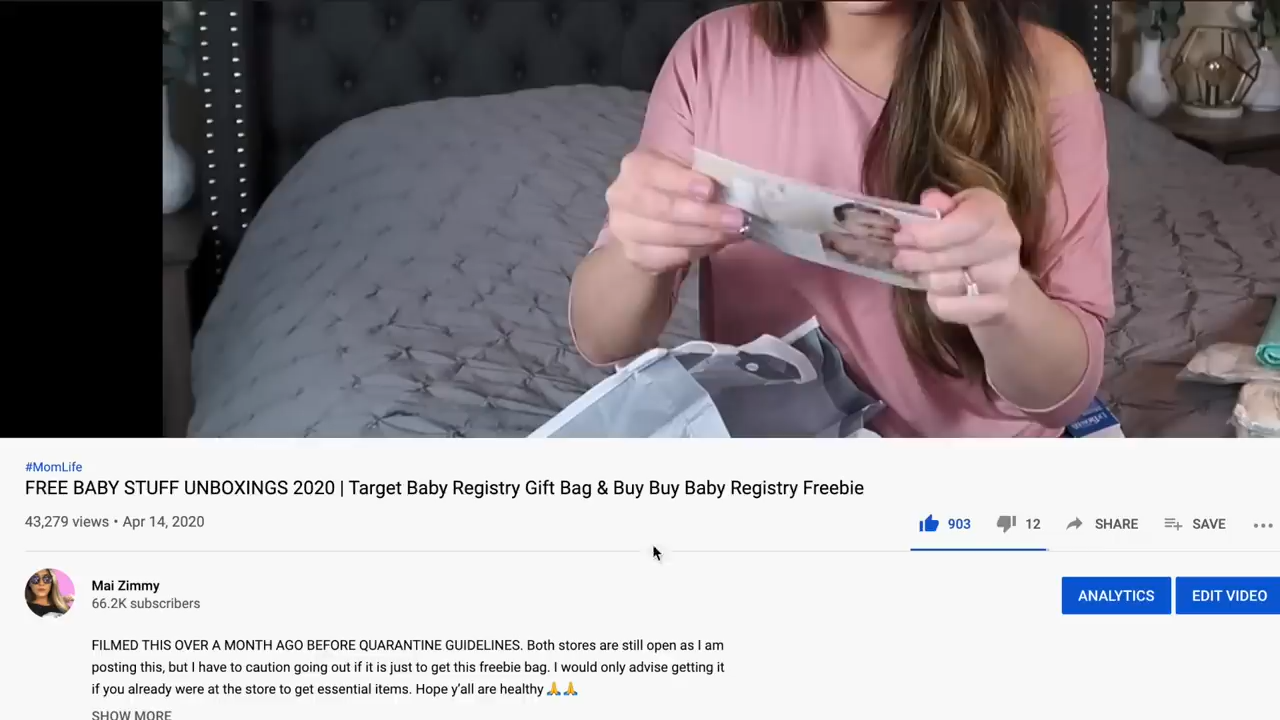 #MomLife
FREE BABY STUFF UNBOXINGS 2020 | Target Baby Registry Gift Bag & Buy Buy Baby Registry Freebie
43,279 views • Apr 14, 2020
903
12
SHARE
SAVE
Mai Zimmy
66.2K subscribers
ANALYTICS
EDIT VIDEO
FILMED THIS OVER A MONTH AGO BEFORE QUARANTINE GUIDELINES. Both stores are still open as I am
posting this, but I have to caution going out if it is just to get this freebie bag. I would only advise getting it
if you already were at the store to get essential items. Hope y'all are healthy 🙏🙏
SHOW MORE